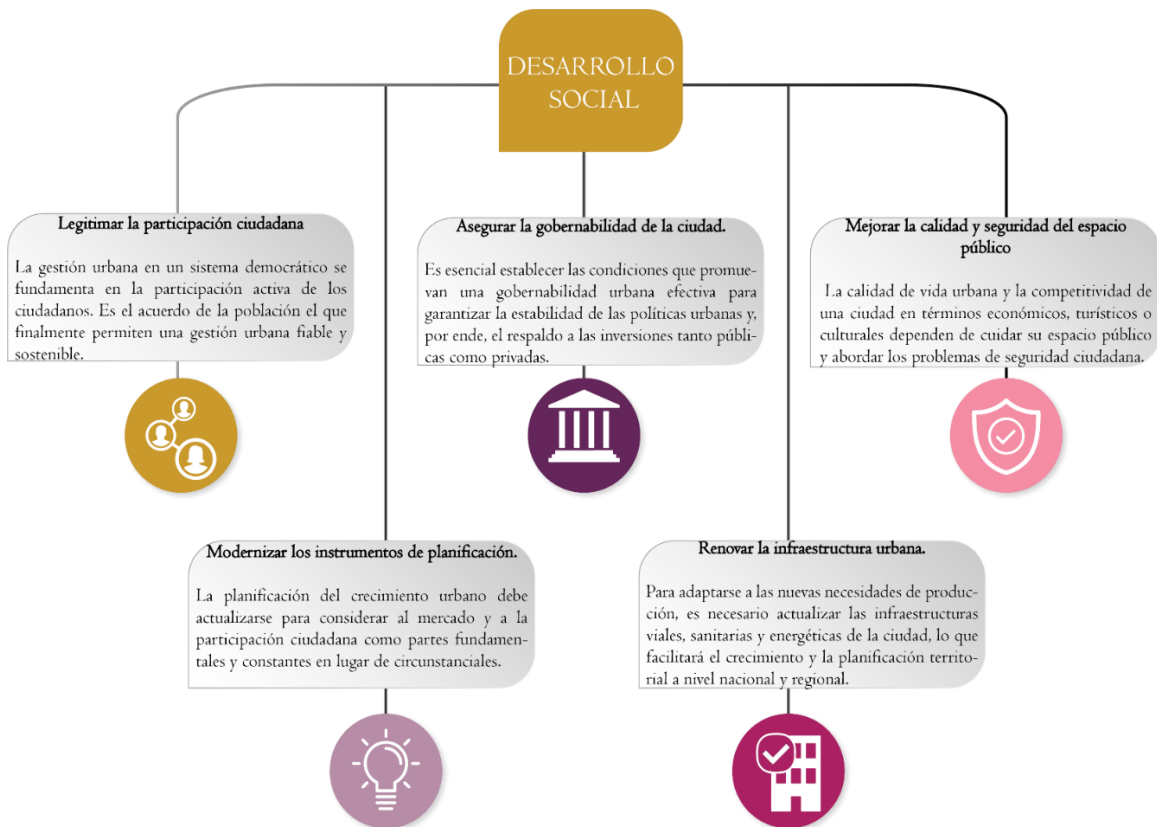 DESARROLLO
SOCIAL
Legitimar la participación ciudadana
La gestión urbana en un sistema democrático se
fundamenta en la participación activa de los
ciudadanos. Es el acuerdo de la población el que
finalmente permiten una gestión urbana fiable y
sostenible.
Asegurar la gobernabilidad de la ciudad.
Es esencial establecer las condiciones que promue-
van una gobernabilidad urbana efectiva para
garantizar la estabilidad de las políticas urbanas y,
por ende, el respaldo a las inversiones tanto públi-
cas como privadas.
Mejorar la calidad y seguridad del espacio
público
La calidad de vida urbana y la competitividad de
una ciudad en términos económicos, turísticos o
culturales dependen de cuidar su espacio público
y abordar los problemas de seguridad ciudadana.
Modernizar los instrumentos de planificación.
La planificación del crecimiento urbano debe
actualizarse para considerar al mercado y a la
participación ciudadana como partes fundamen-
tales y constantes en lugar de circunstanciales.
Renovar la infraestructura urbana.
Para adaptarse a las nuevas necesidades de produc-
ción, es necesario actualizar las infraestructuras
viales, sanitarias y energéticas de la ciudad, lo que
facilitará el crecimiento y la planificación territo-
rial a nivel nacional y regional.